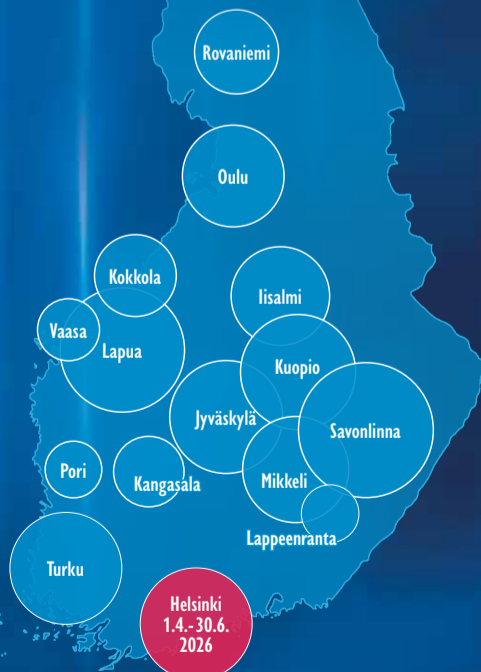 Rovaniemi
Oulu
Kokkola
Iisalmi
Vaasa
Lapua
Kuopio
Jyväskylä
Savonlinna
Pori
Kangasala
Mikkeli
Lappeenranta
Turku
Helsinki
1.4.-30.6.
2026